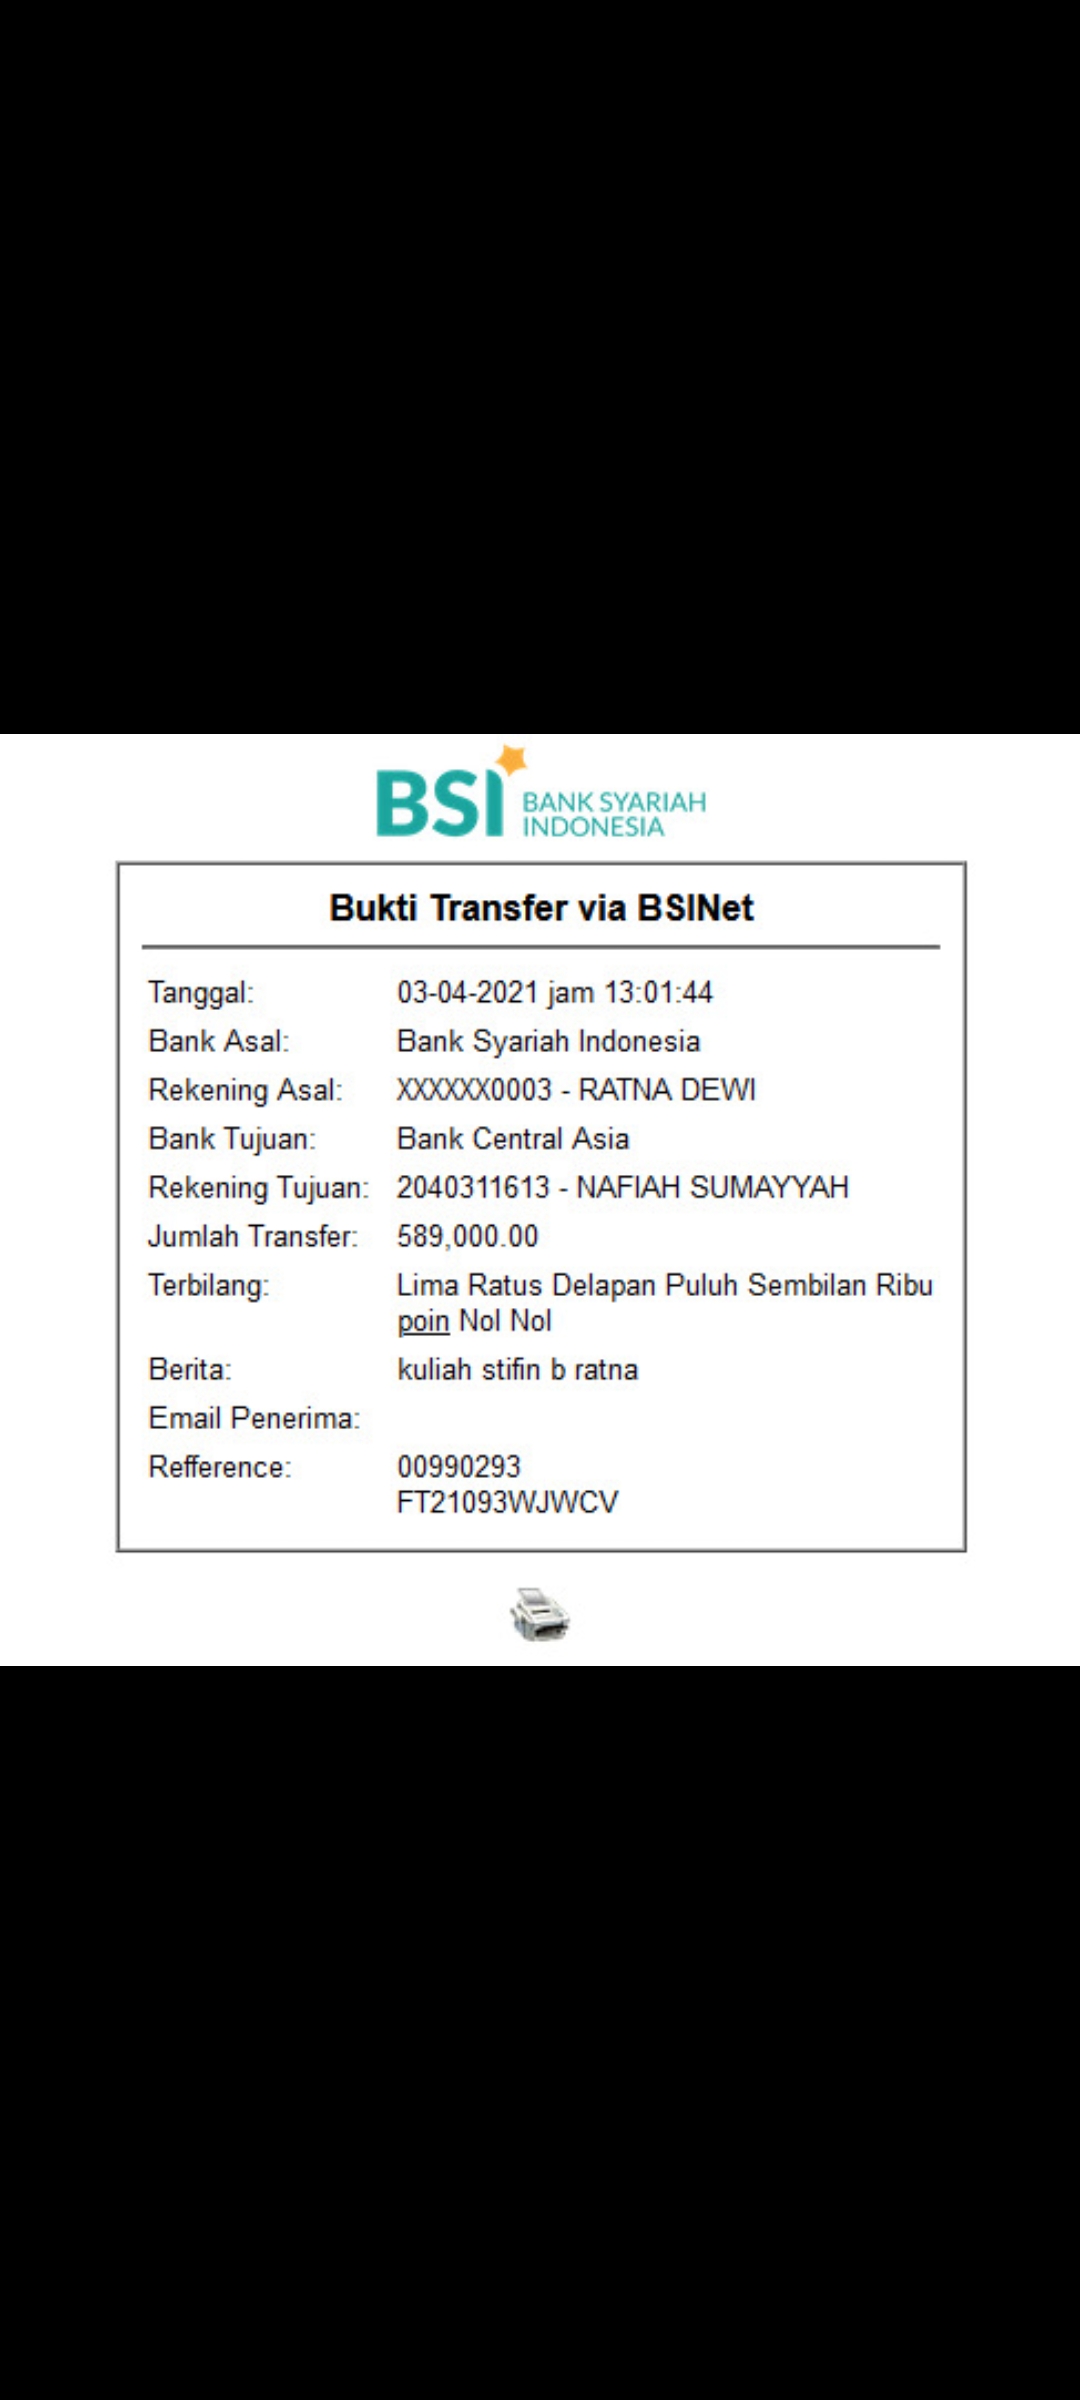 BSI BANK SYARIAH
INDONESIA
Bukti Transfer via BSINet
Tanggal: 03-04-2021 jam 13:01:44
Bank Asal: Bank Syariah Indonesia
Rekening Asal: XXXXXX0003 - RATNA DEWI
Bank Tujuan: Bank Central Asia
Rekening Tujuan: 2040311613 - NAFIAH SUMAYYAH
Jumlah Transfer: 589,000.00
Terbilang: Lima Ratus Delapan Puluh Sembilan Ribu
poin Nol Nol
Berita: kuliah stifin b ratna
Email Penerima:
Refference: 00990293
FT21093WJWCV